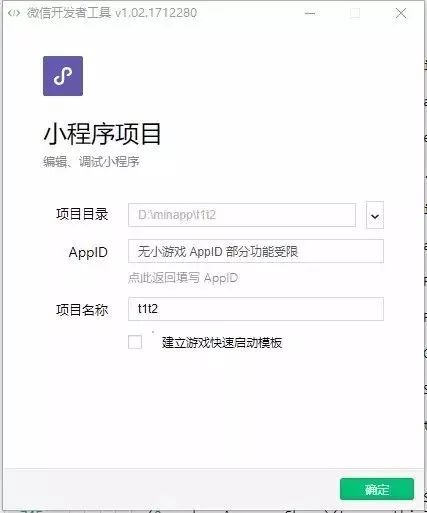 微信开发者工具 v1.02.1712280
小程序项目
编辑、调试小程序
项目目录 D:\minapp\t1t2
AppID 无小游戏 AppID 部分功能受限
点此返回填写 AppID
项目名称 t1t2
建立游戏快速启动模板
确定